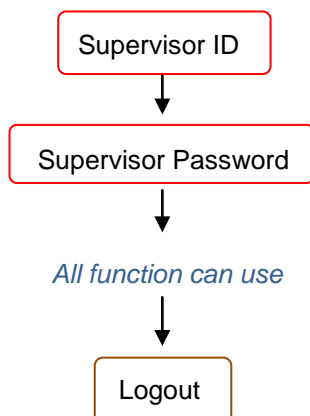 Supervisor ID
Supervisor Password
All function can use
Logout